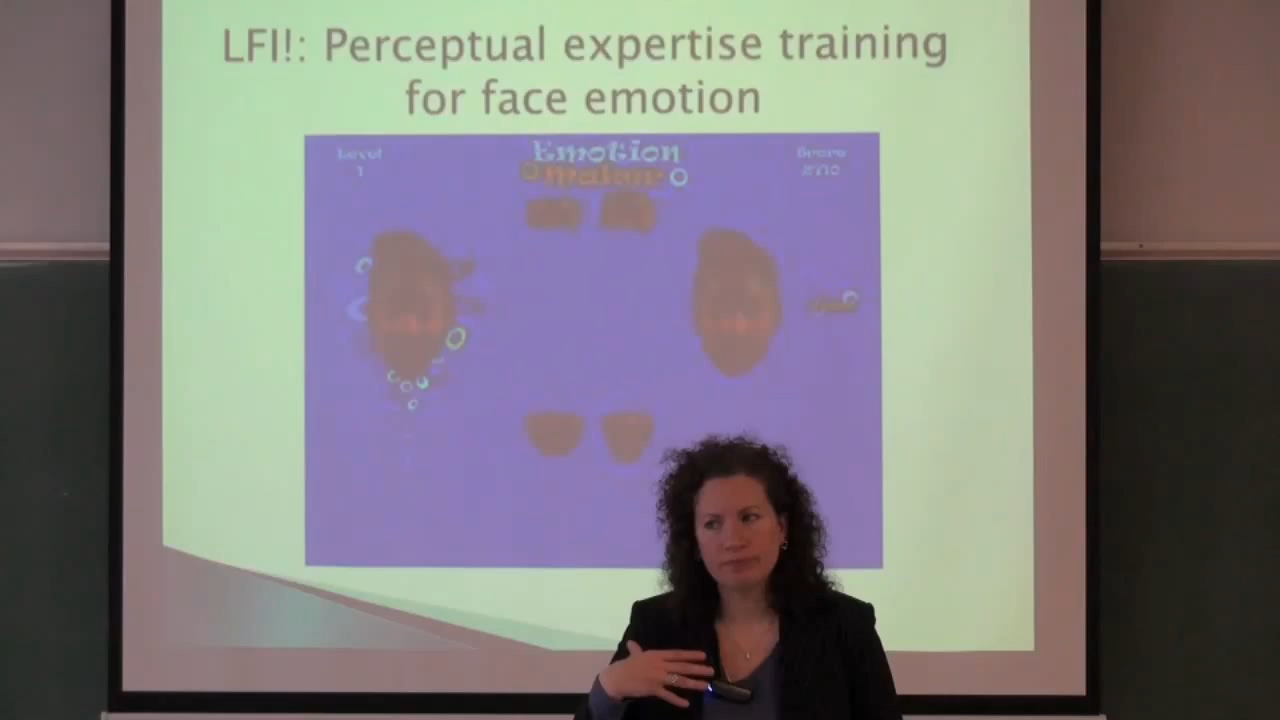 LFI!: Perceptual expertise training
for face emotion
Level
1
Emotion
Score